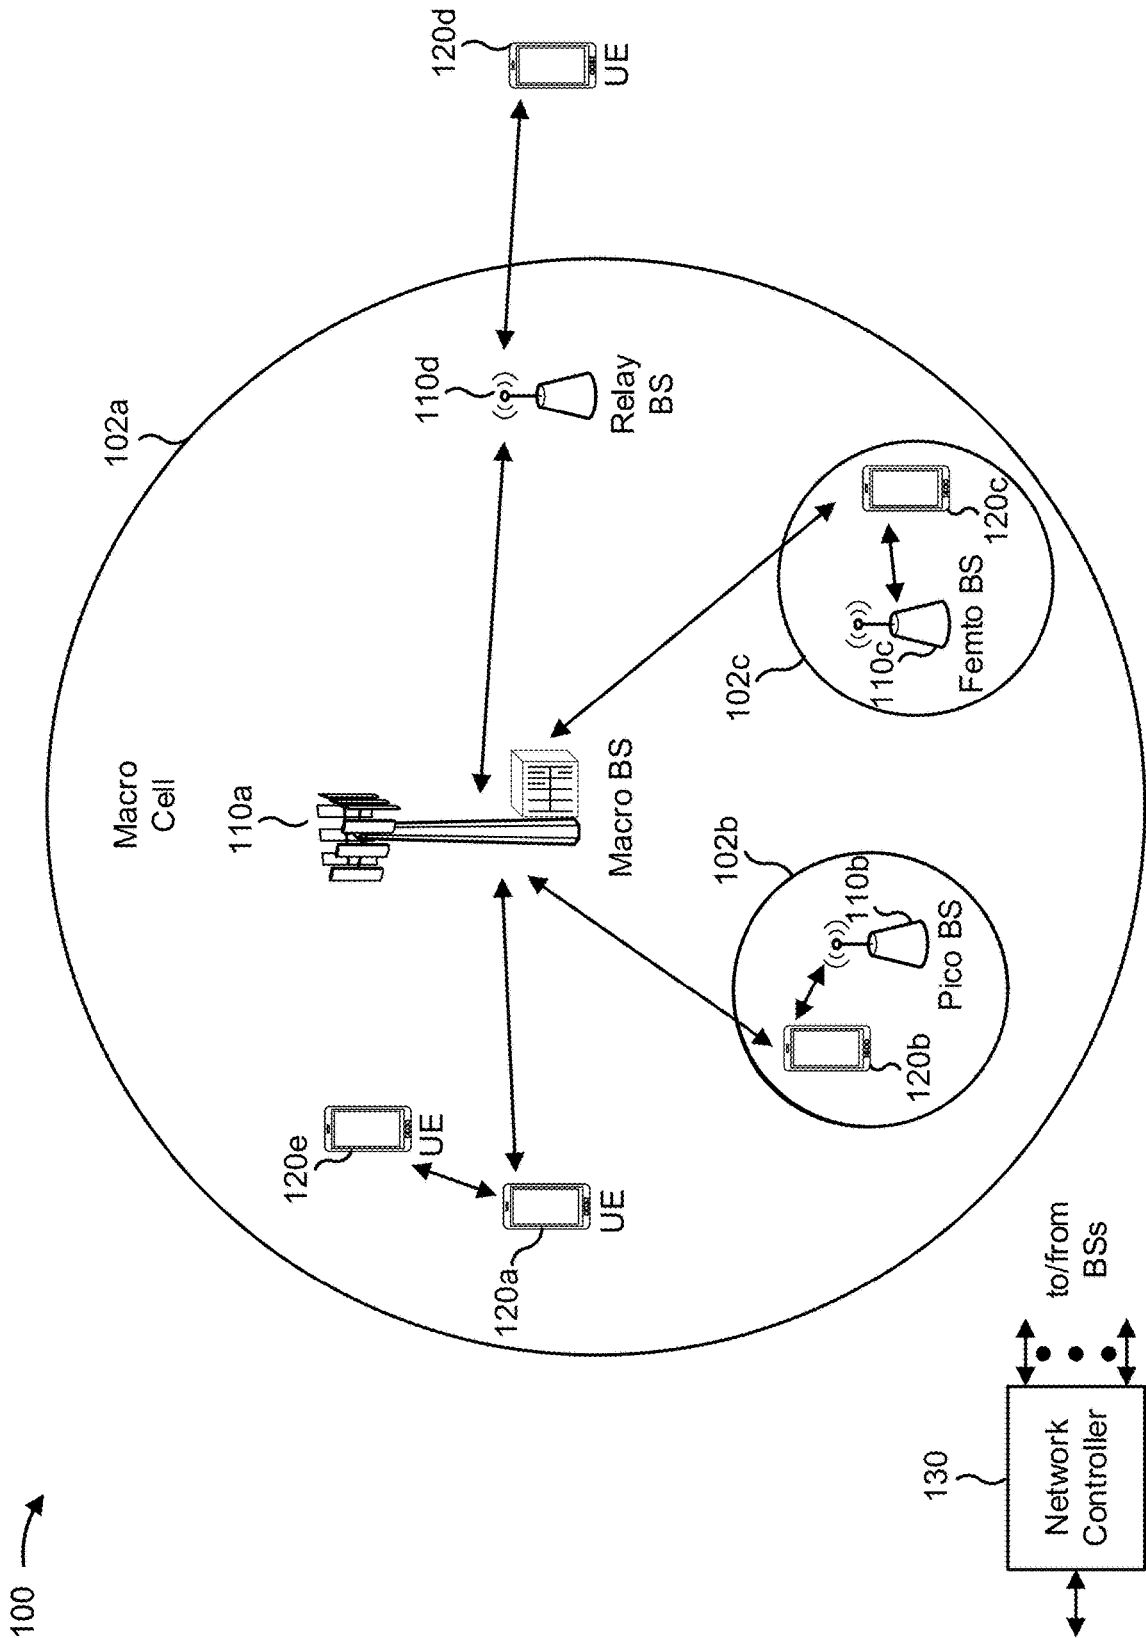 100
102a
Macro
Cell
110a
120d
UE
110d
Relay
BS
120e
UE
120a
UE
Macro BS
102b
110b
Pico BS
120b
102c
110c
Femto BS
120c
130
Network
Controller
to/from
BSs